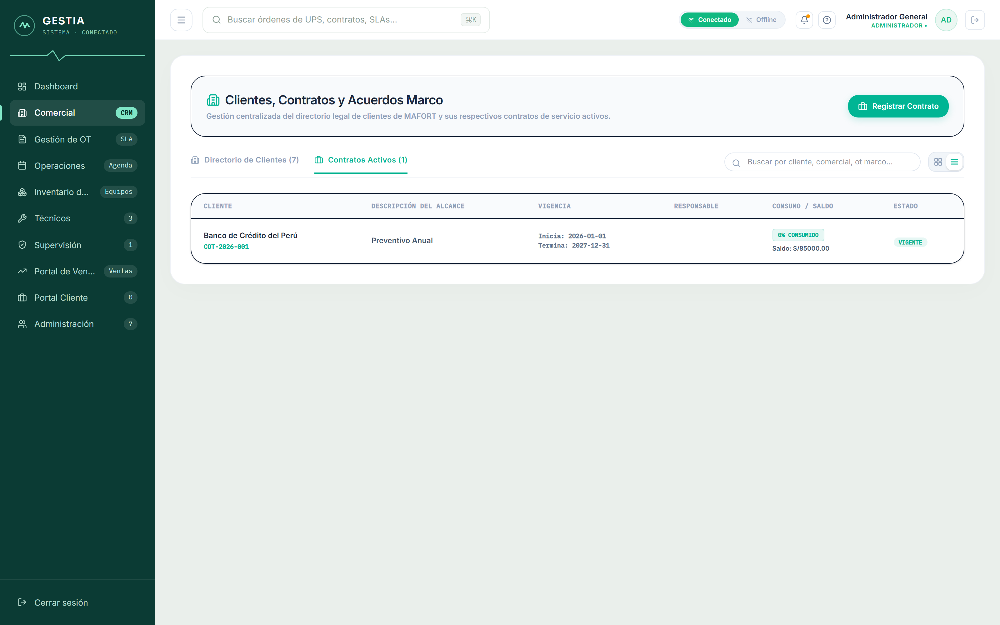 GESTIA
SISTEMA · CONECTADO
Dashboard
Comercial CRM
Gestión de OT SLA
Operaciones Agenda
Inventario d... Equipos
Técnicos 3
Supervisión 1
Portal de Ven... Ventas
Portal Cliente 0
Administración 7
Cerrar sesión
Buscar órdenes de UPS, contratos, SLAs... ⌘K
Conectado Offline
Administrador General
ADMINISTRADOR •
AD
Clientes, Contratos y Acuerdos Marco
Gestión centralizada del directorio legal de clientes de MAFORT y sus respectivos contratos de servicio activos.
Registrar Contrato
Directorio de Clientes (7) Contratos Activos (1)
Buscar por cliente, comercial, ot marco...
CLIENTE DESCRIPCIÓN DEL ALCANCE VIGENCIA RESPONSABLE CONSUMO / SALDO ESTADO
Banco de Crédito del Perú
COT-2026-001
Preventivo Anual
Inicia: 2026-01-01
Termina: 2027-12-31
0% CONSUMIDO
Saldo: S/85000.00
VIGENTE